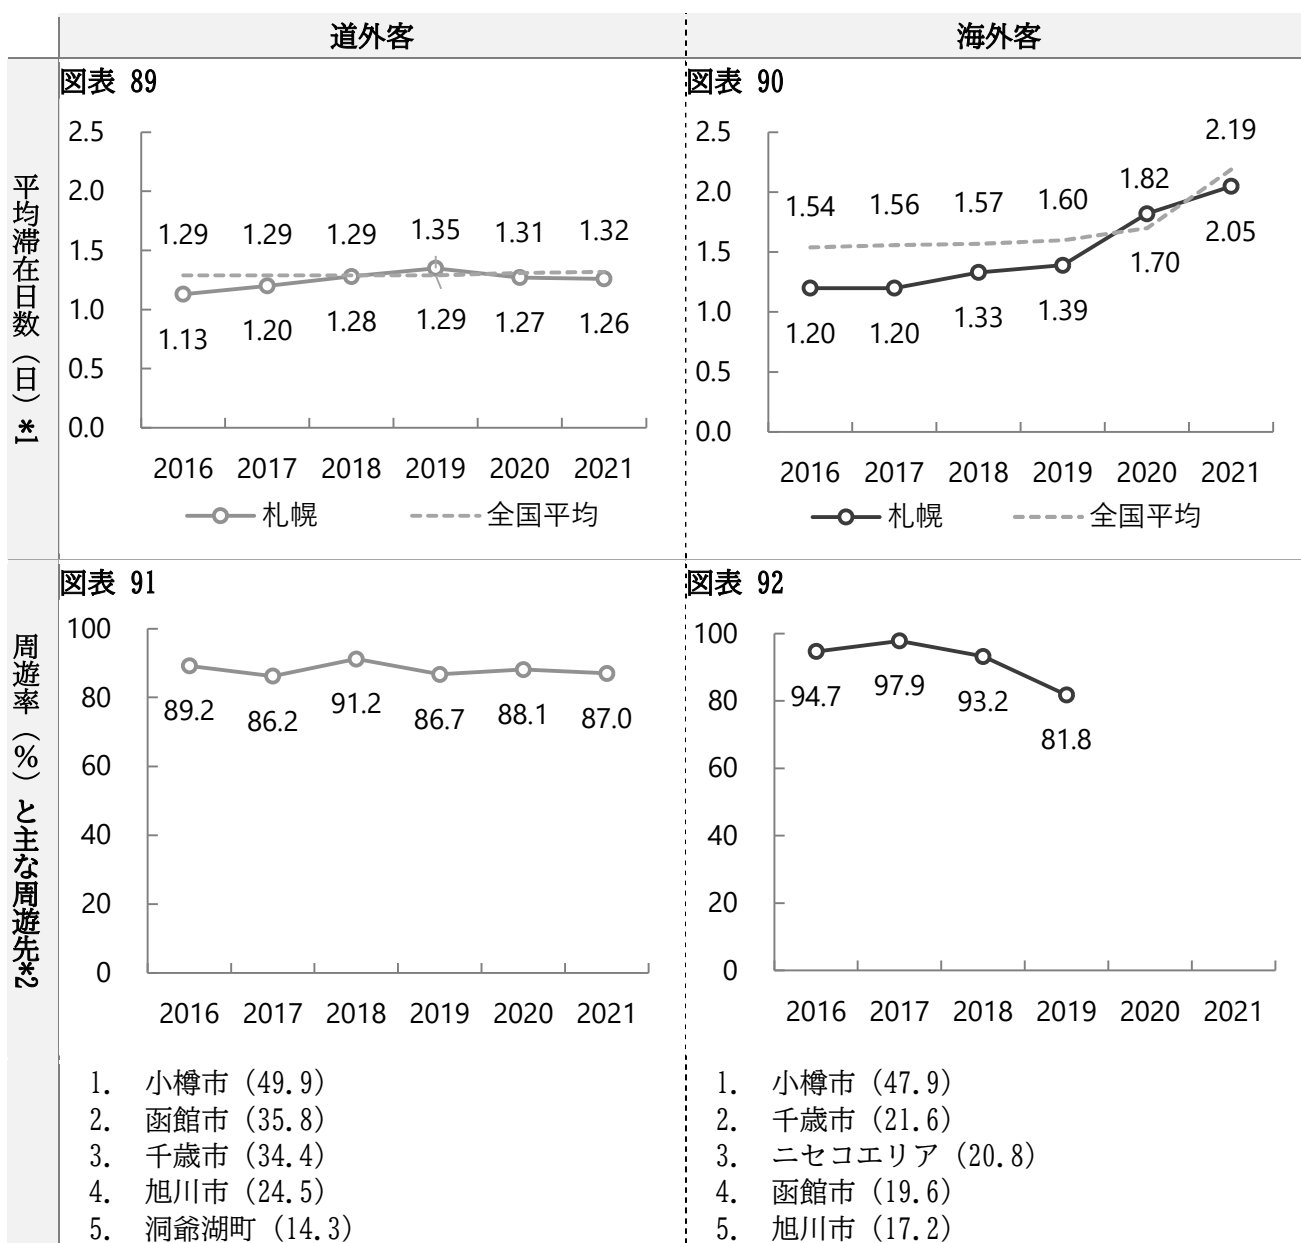 道外客
海外客
平均滞在日数（日）*1
図表 89
2.5
2.0
1.5
1.0
0.5
0.0
1.29 1.29 1.29 1.35 1.31 1.32
1.13 1.20 1.28 1.29 1.27 1.26
2016 2017 2018 2019 2020 2021
札幌 全国平均
図表 90
2.5
2.0
1.5
1.0
0.5
0.0
1.54 1.56 1.57 1.60 1.82 2.19
1.20 1.20 1.33 1.39 1.70 2.05
2016 2017 2018 2019 2020 2021
札幌 全国平均
周遊率（%）と主な周遊先*2
図表 91
100
80
60
40
20
0
89.2 86.2 91.2 86.7 88.1 87.0
2016 2017 2018 2019 2020 2021
図表 92
100
80
60
40
20
0
94.7 97.9 93.2 81.8
2016 2017 2018 2019 2020 2021
1. 小樽市（49.9）
2. 函館市（35.8）
3. 千歳市（34.4）
4. 旭川市（24.5）
5. 洞爺湖町（14.3）
1. 小樽市（47.9）
2. 千歳市（21.6）
3. ニセコエリア（20.8）
4. 函館市（19.6）
5. 旭川市（17.2）